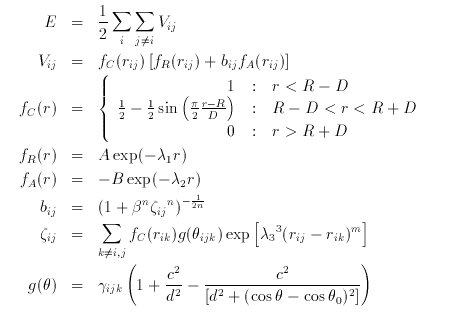 E = \frac{1}{2} \sum_{i} \sum_{j \neq i} V_{ij}
V_{ij} = f_C(r_{ij}) [f_R(r_{ij}) + b_{ij} f_A(r_{ij})]
f_C(r) = \begin{cases} 1 : r < R - D \\ \frac{1}{2} - \frac{1}{2} \sin\left(\frac{\pi}{2} \frac{r-R}{D}\right) : R - D < r < R + D \\ 0 : r > R + D \end{cases}
f_R(r) = A \exp(-\lambda_1 r)
f_A(r) = -B \exp(-\lambda_2 r)
b_{ij} = (1 + \beta^n {\zeta_{ij}}^n)^{-\frac{1}{2n}}
\zeta_{ij} = \sum_{k \neq i,j} f_C(r_{ik}) g(\theta_{ijk}) \exp[{\lambda_3}^3 (r_{ij} - r_{ik})^m]
g(\theta) = \gamma_{ijk} \left(1 + \frac{c^2}{d^2} - \frac{c^2}{[d^2 + (\cos\theta - \cos\theta_0)^2]}\right)